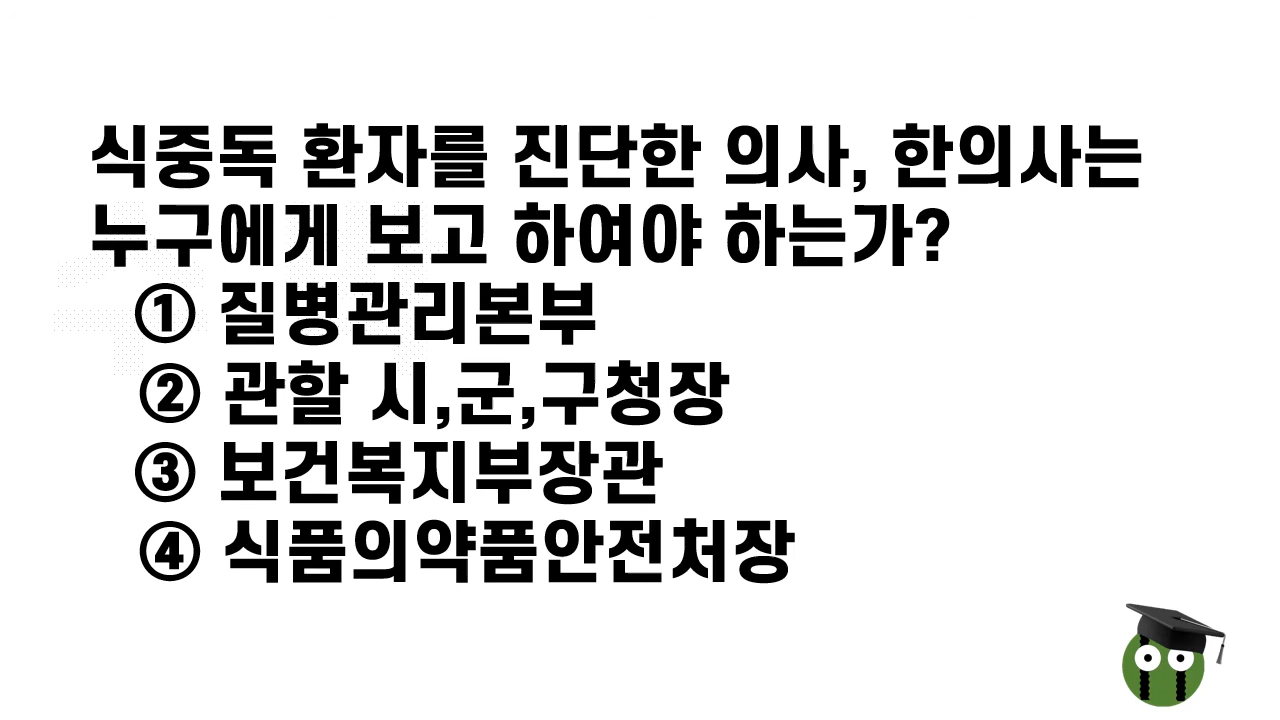 식중독 환자를 진단한 의사, 한의사는
누구에게 보고 하여야 하는가?
① 질병관리본부
② 관할 시,군,구청장
③ 보건복지부장관
④ 식품의약품안전처장